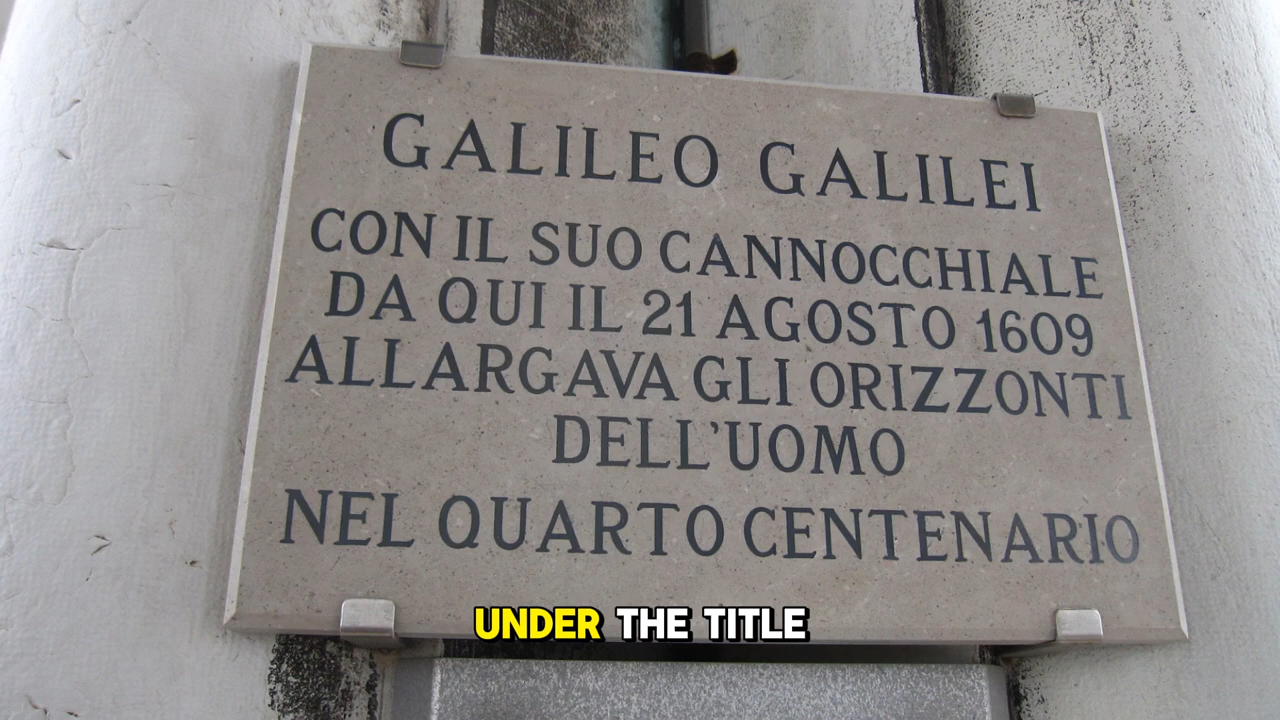 GALILEO GALILEI
CON IL SUO CANNOCCHIALE
DA QUI IL 21 AGOSTO 1609
ALLARGAVA GLI ORIZZONTI
DELL'UOMO
NEL QUARTO CENTENARIO
UNDER THE TITLE